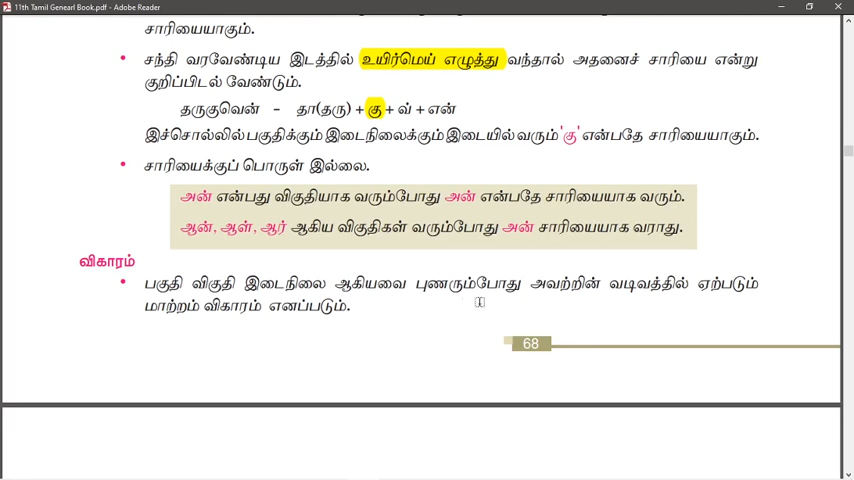 11th Tamil Genearl Book.pdf - Adobe Reader
சாரியையாகும்.
• சந்தி வரவேண்டிய இடத்தில் உயிர்மெய் எழுத்து வந்தால் அதனைச் சாரியை என்று
குறிப்பிடல் வேண்டும்.
தருகுவென் - தா(தரு) + கு + வ் + என்
இச்சொல்லில் பகுதிக்கும் இடைநிலைக்கும் இடையில் வரும் 'கு' என்பதே சாரியையாகும்.
• சாரியைக்குப் பொருள் இல்லை.
அன் என்பது விகுதியாக வரும்போது அன் என்பதே சாரியையாக வரும்.
ஆன், ஆள், ஆர் ஆகிய விகுதிகள் வரும்போது அன் சாரியையாக வராது.
விகாரம்
• பகுதி விகுதி இடைநிலை ஆகியவை புணரும்போது அவற்றின் வடிவத்தில் ஏற்படும்
மாற்றம் விகாரம் எனப்படும்.
68